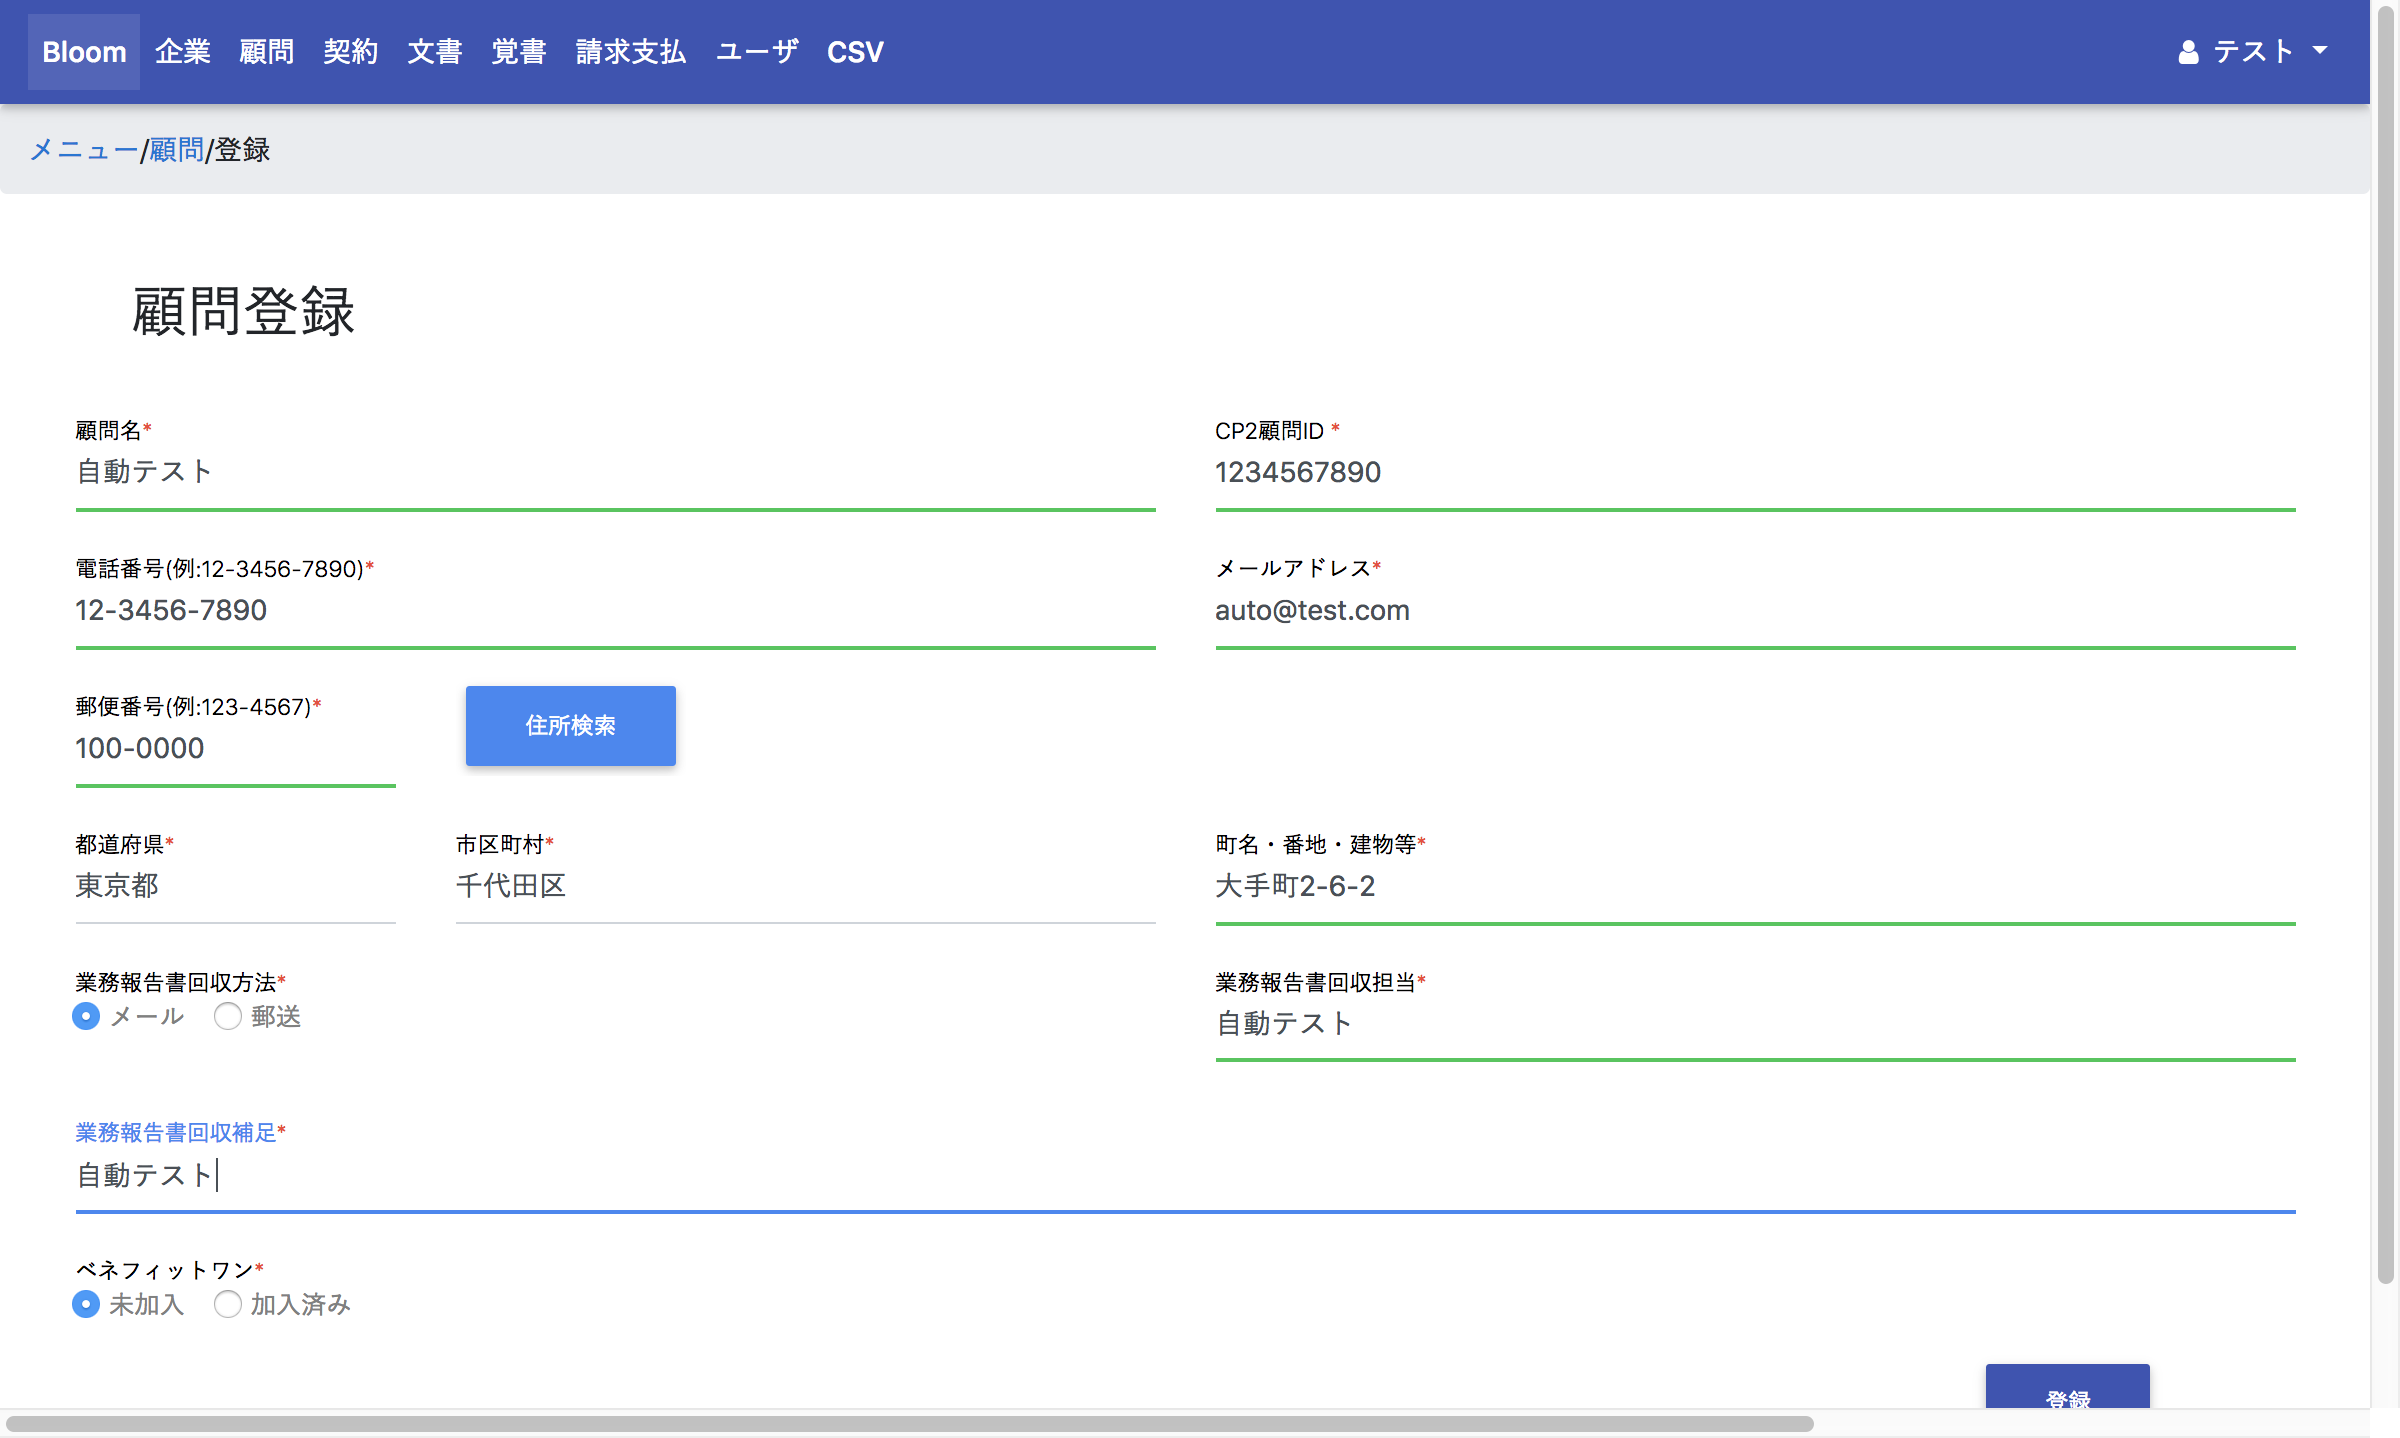 Bloom 企業 顧問 契約 文書 覚書 請求支払 ユーザ CSV テスト
メニュー/顧問/登録
顧問登録
顧問名* CP2顧問ID *
自動テスト 1234567890
電話番号(例:12-3456-7890)* メールアドレス*
12-3456-7890 auto@test.com
郵便番号(例:123-4567)* 住所検索
100-0000
都道府県* 市区町村* 町名・番地・建物等*
東京都 千代田区 大手町2-6-2
業務報告書回収方法* 業務報告書回収担当*
メール 郵送 自動テスト
業務報告書回収補足*
自動テスト
ベネフィットワン*
未加入 加入済み
登録